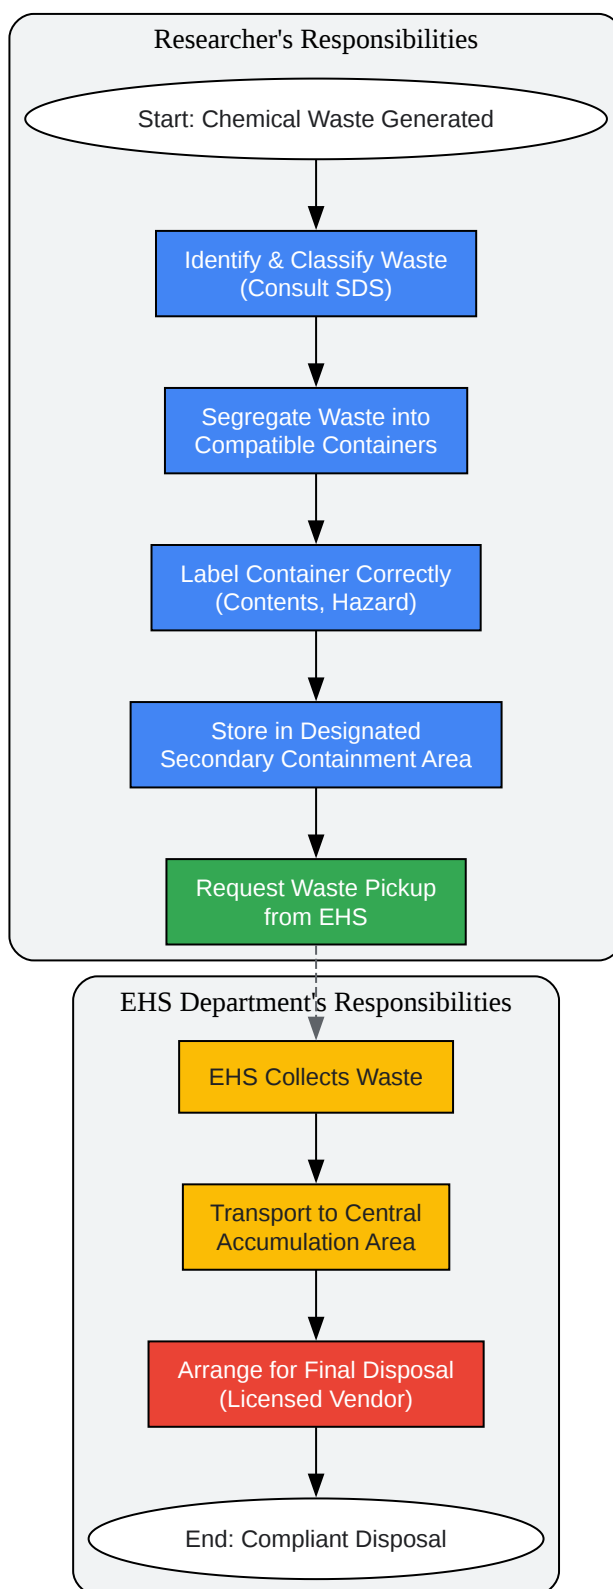 Researcher's Responsibilities
Start: Chemical Waste Generated
Identify & Classify Waste
(Consult SDS)
Segregate Waste into
Compatible Containers
Label Container Correctly
(Contents, Hazard)
Store in Designated
Secondary Containment Area
Request Waste Pickup
from EHS
EHS Department's Responsibilities
EHS Collects Waste
Transport to Central
Accumulation Area
Arrange for Final Disposal
(Licensed Vendor)
End: Compliant Disposal